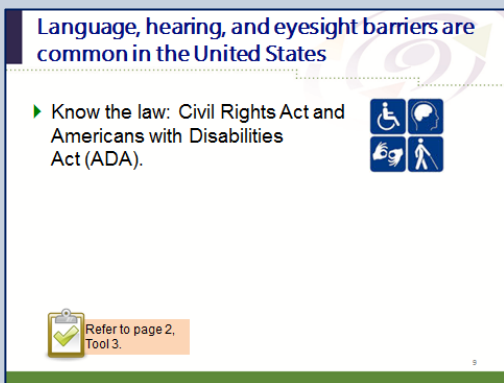 Language, hearing, and eyesight barriers are
common in the United States
Know the law: Civil Rights Act and
Americans with Disabilities
Act (ADA).
Refer to page 2,
Tool 3.
9